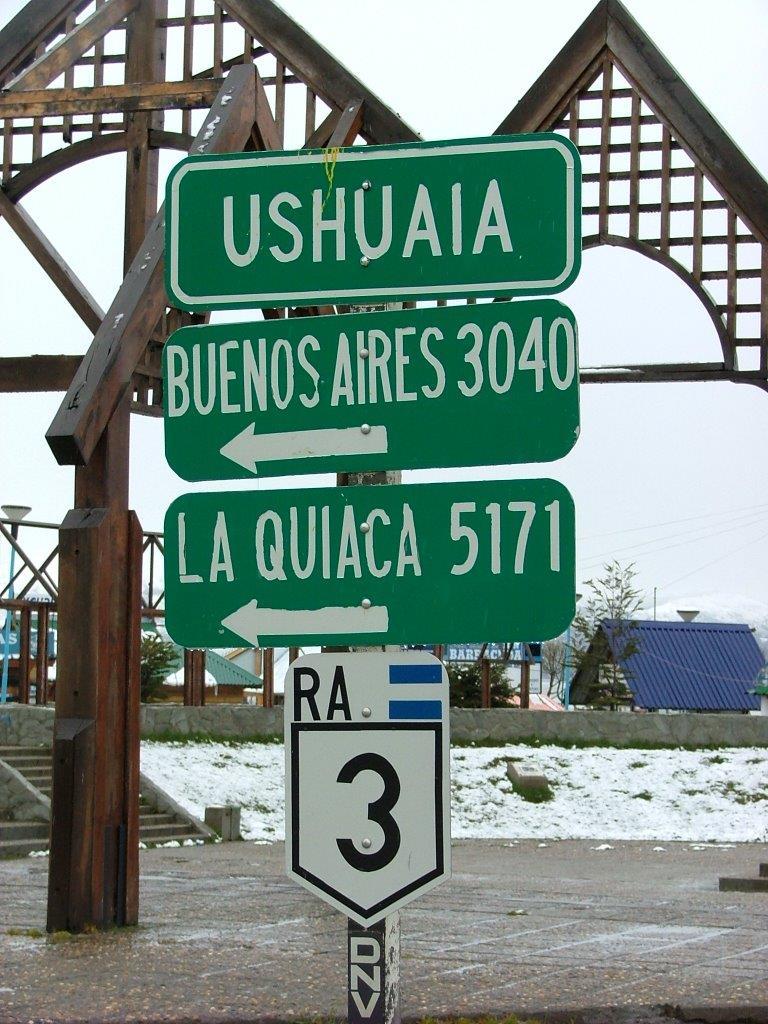 USHUAIA
BUENOS AIRES 3040
LA QUIACA 5171
RA
3
DNV